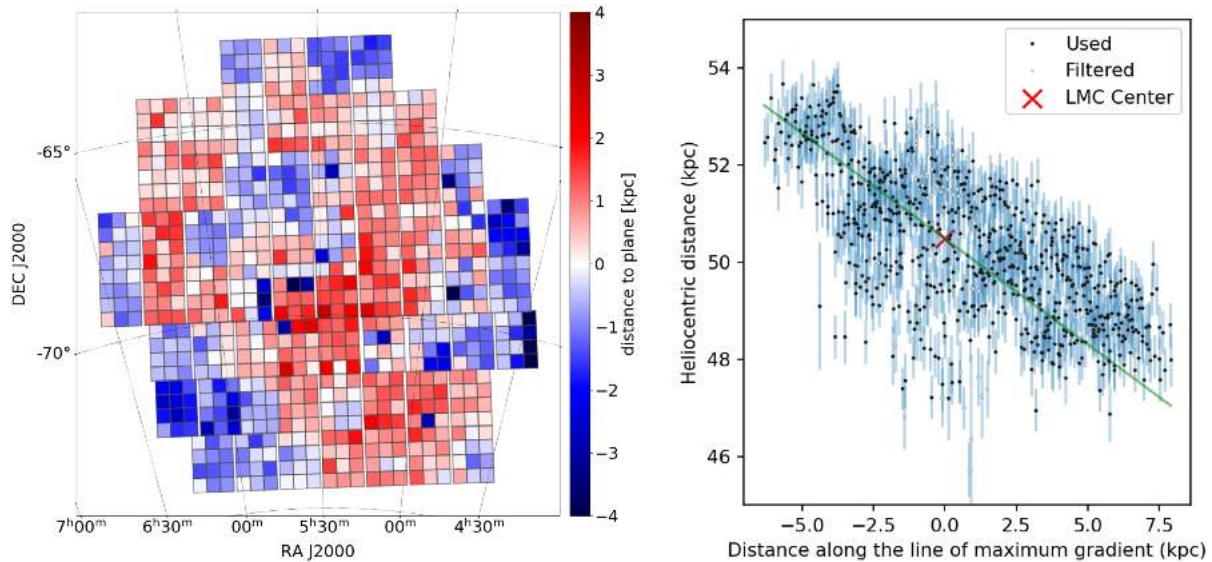 4
3
2
1
0
−1
−2
−3
−4
distance to plane [kpc]
-65°
-70°
DEC J2000
7ʰ00ᵐ 6ʰ30ᵐ 00ᵐ 5ʰ30ᵐ 00ᵐ 4ʰ30ᵐ
RA J2000
Used
Filtered
LMC Center
54
52
50
48
46
Heliocentric distance (kpc)
−5.0 −2.5 0.0 2.5 5.0 7.5
Distance along the line of maximum gradient (kpc)